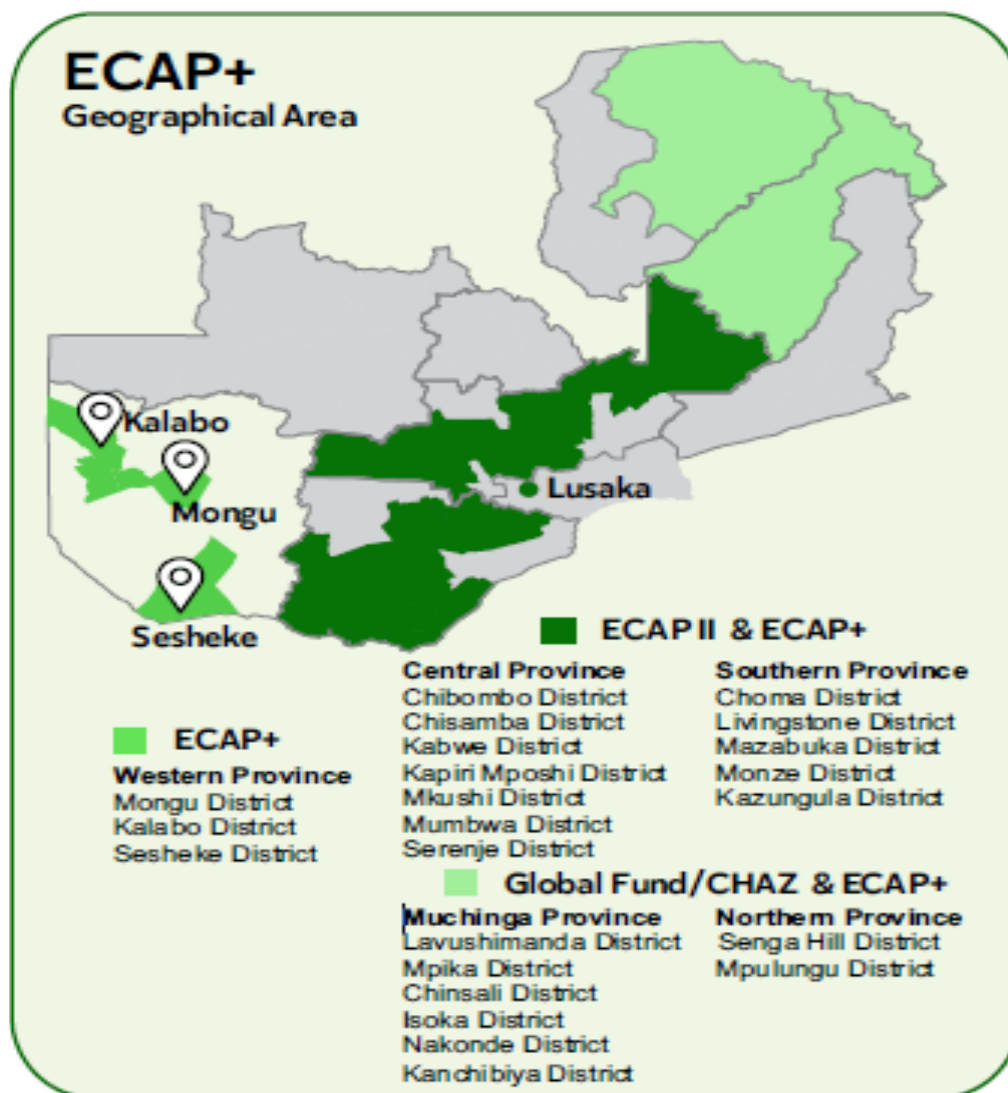 ECAP+
Geographical Area
Kalabo
Mongu
Lusaka
Sesheke
ECAP+
Western Province
Mongu District
Kalabo District
Sesheke District
ECAP II & ECAP+
Central Province
Chibombo District
Chisamba District
Kabwe District
Kapiri Mposhi District
Mkushi District
Mumbwa District
Serenje District
Southern Province
Choma District
Livingstone District
Mazabuka District
Monze District
Kazungula District
Global Fund/CHAZ & ECAP+
Muchinga Province
Lavushimanda District
Mpika District
Chinsali District
Isoka District
Nakonde District
Kanchibiya District
Northern Province
Senga Hill District
Mpulungu District